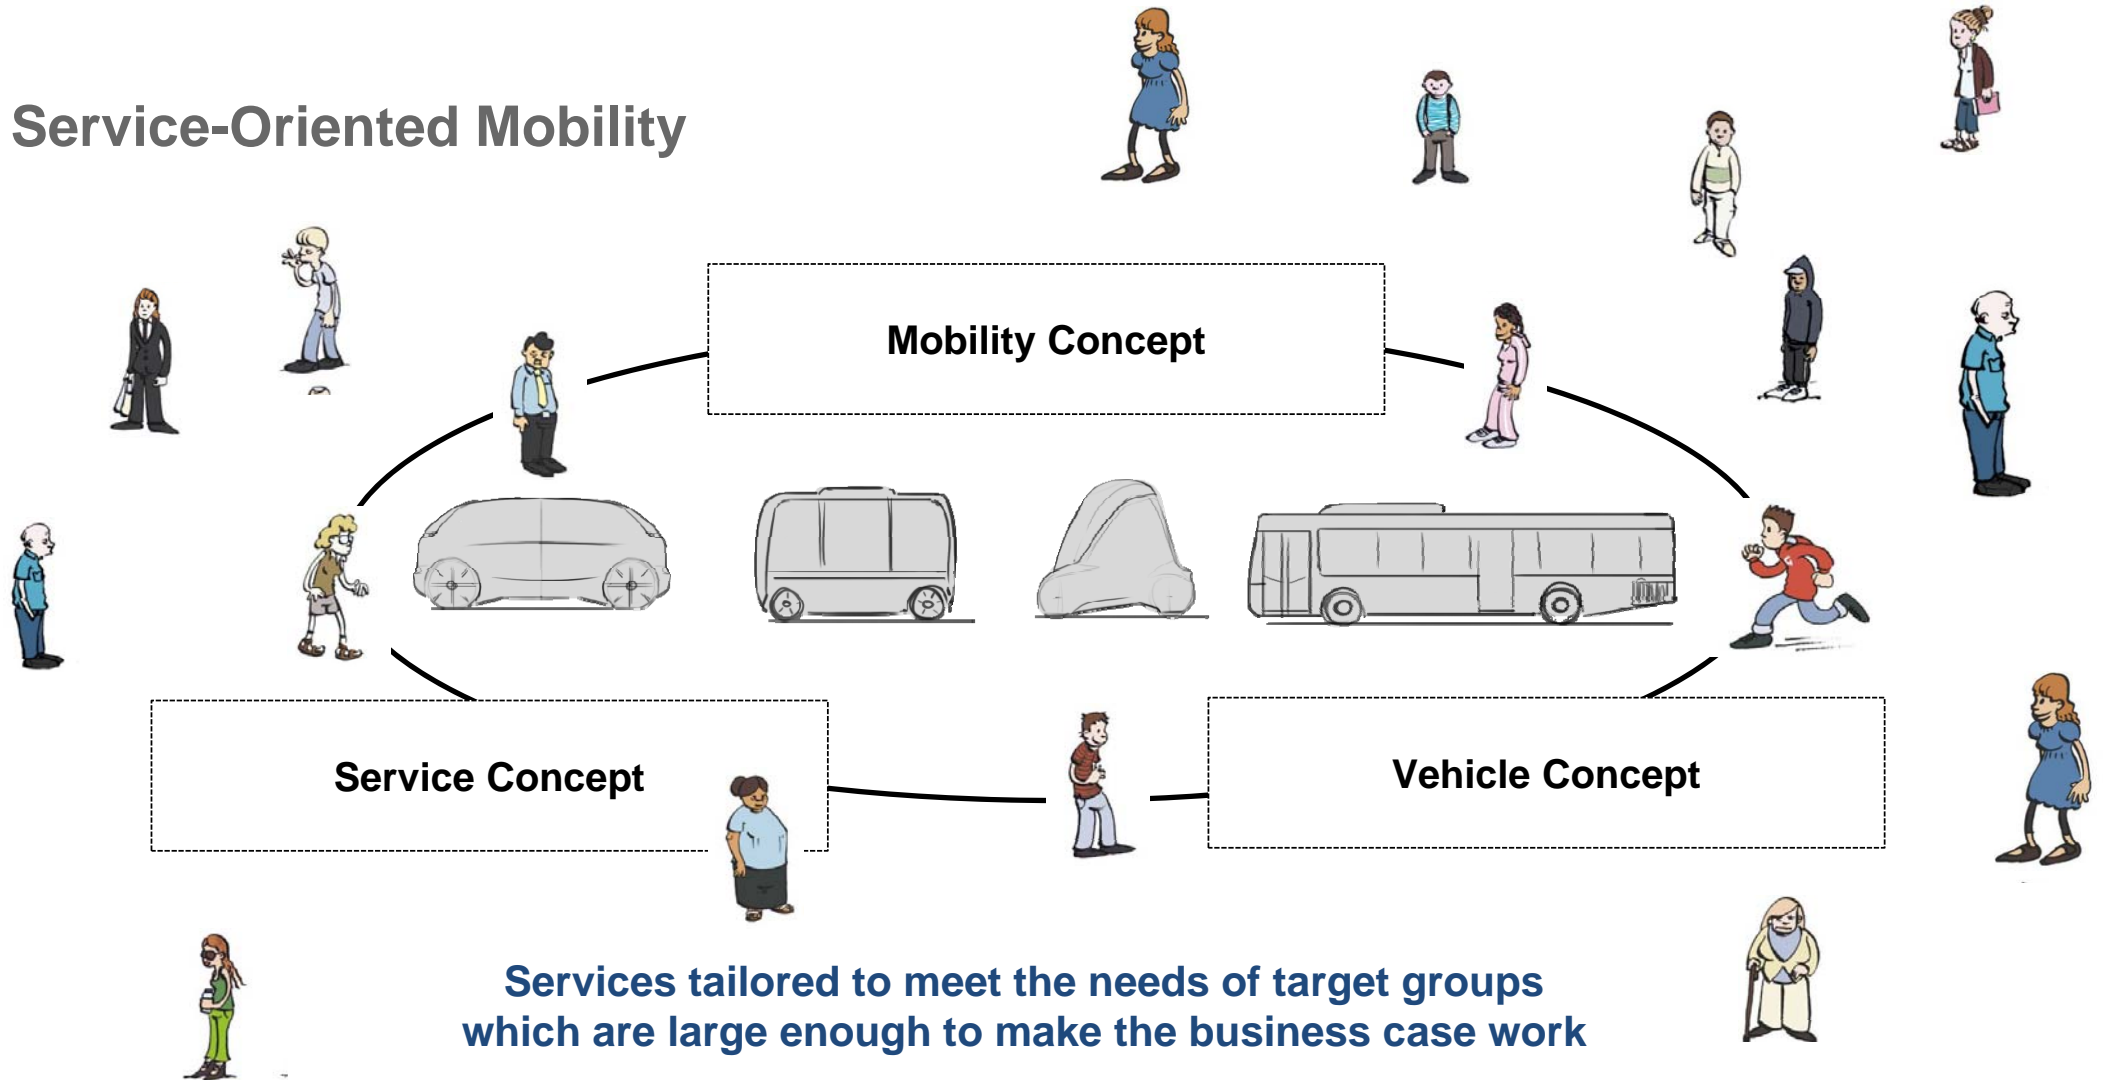 Service-Oriented Mobility
Mobility Concept
Service Concept
Vehicle Concept
Services tailored to meet the needs of target groups
which are large enough to make the business case work